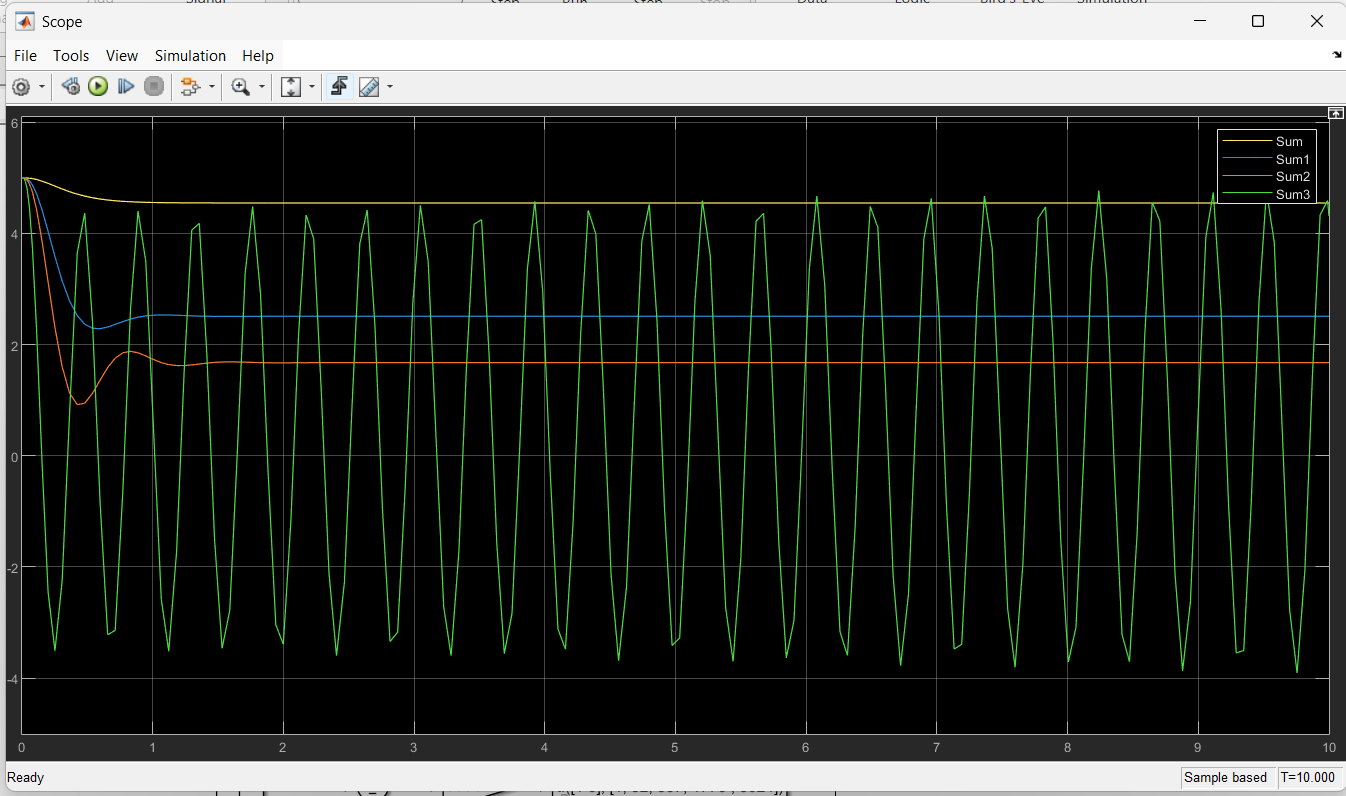 Scope
File Tools View Simulation Help
6
4
2
0
-2
-4
Sum
Sum1
Sum2
Sum3
0 1 2 3 4 5 6 7 8 9 10
Ready
Sample based T=10.000